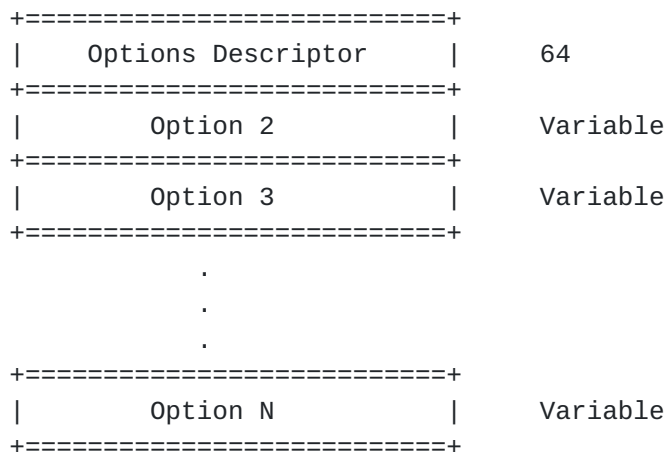 +===========================+
|    Options Descriptor     |     64
+===========================+
|        Option 2           |     Variable
+===========================+
|        Option 3           |     Variable
+===========================+
            .
            .
            .
+===========================+
|        Option N           |     Variable
+===========================+